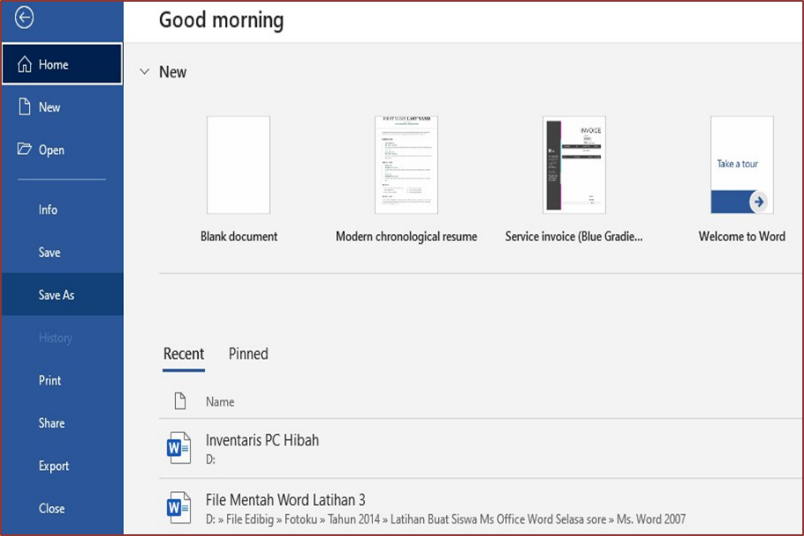 Good morning
Home
New
Open
Info
Save
Save As
History
Print
Share
Export
Close
New
Blank document
Modern chronological resume
INVOICE
Service invoice (Blue Gradie...
Take a tour
Welcome to Word
Recent Pinned
Name
W
Inventaris PC Hibah
D:
W
File Mentah Word Latihan 3
D: » File Edibig » Fotoku » Tahun 2014 » Latihan Buat Siswa Ms Office Word Selasa sore » Ms. Word 2007